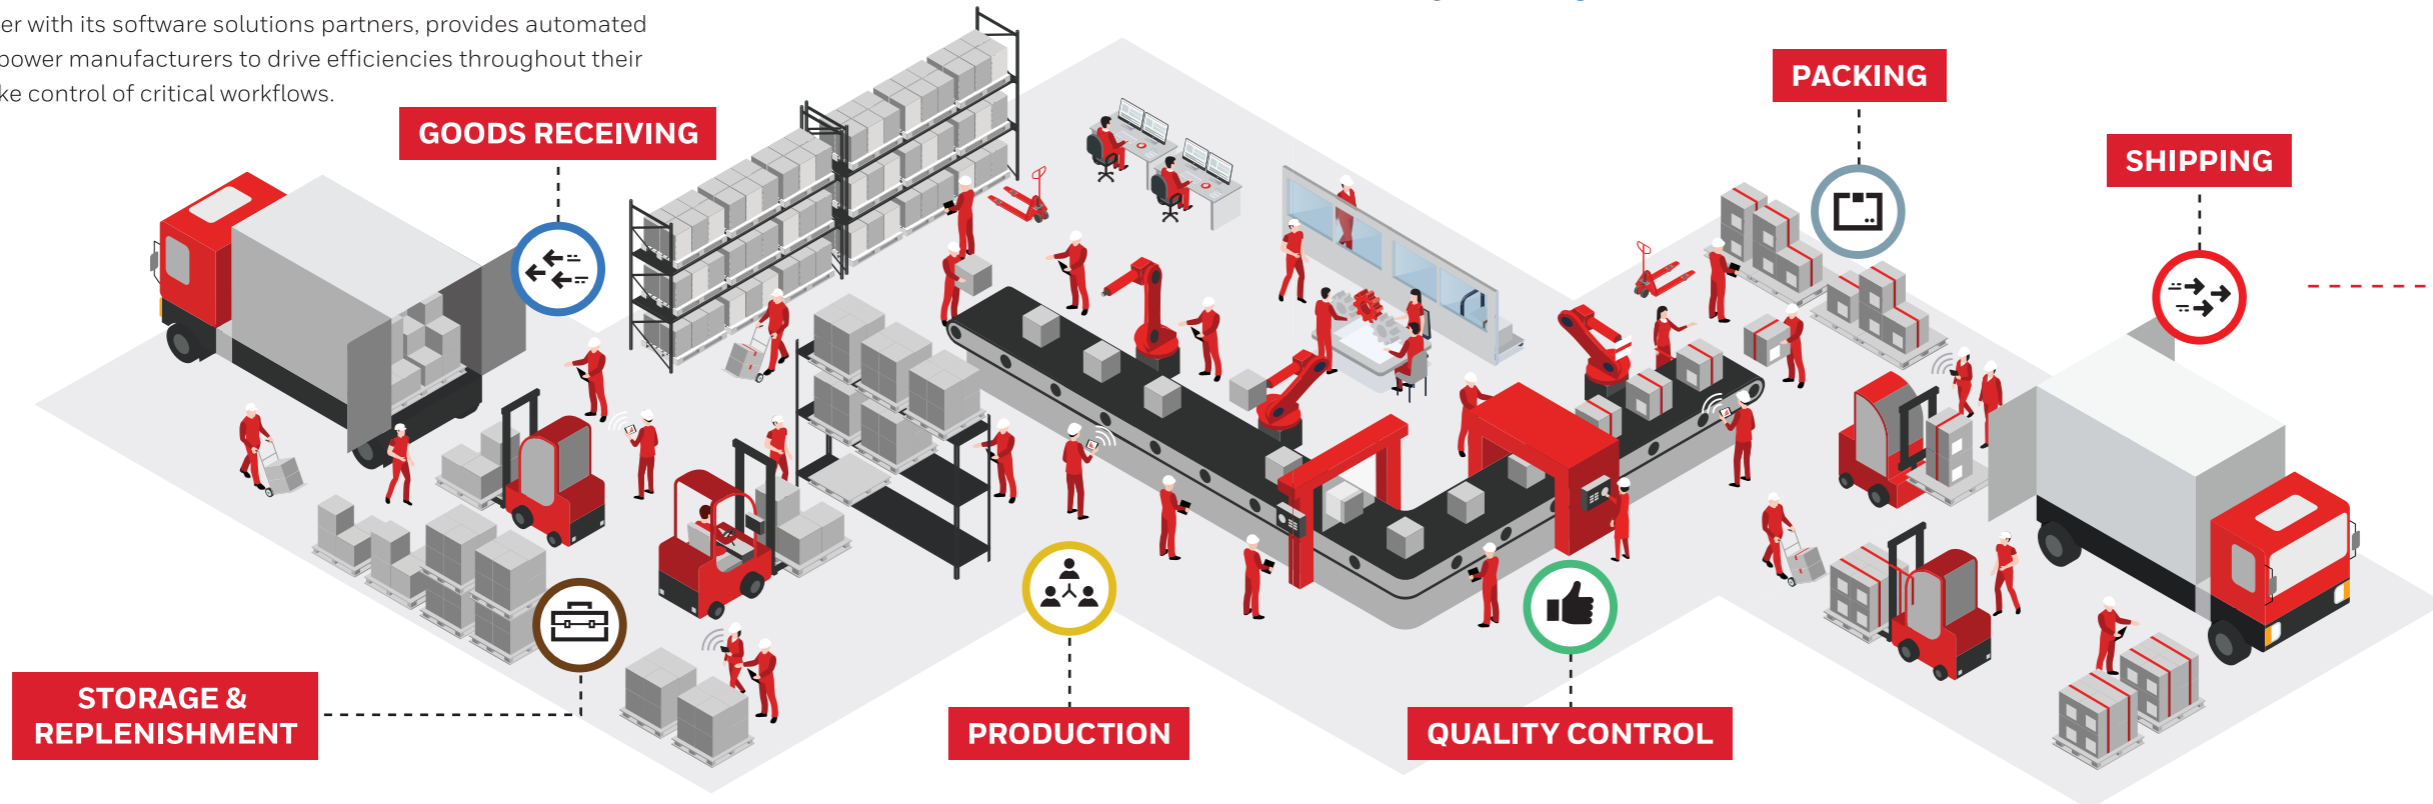 er with its software solutions partners, provides automated
power manufacturers to drive efficiencies throughout their
ke control of critical workflows.
GOODS RECEIVING
PACKING
SHIPPING
STORAGE &
REPLENISHMENT
PRODUCTION
QUALITY CONTROL